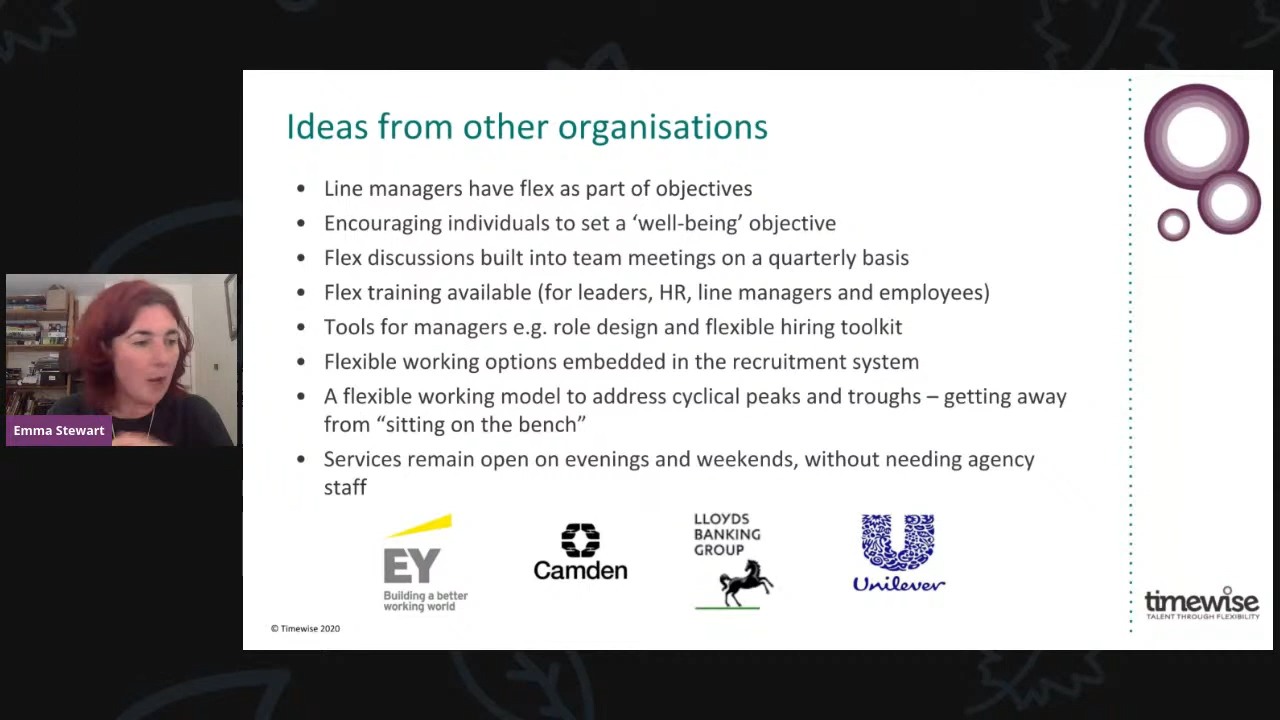 Ideas from other organisations
• Line managers have flex as part of objectives
• Encouraging individuals to set a ‘well-being’ objective
• Flex discussions built into team meetings on a quarterly basis
• Flex training available (for leaders, HR, line managers and employees)
• Tools for managers e.g. role design and flexible hiring toolkit
• Flexible working options embedded in the recruitment system
• A flexible working model to address cyclical peaks and troughs – getting away
from “sitting on the bench”
• Services remain open on evenings and weekends, without needing agency
staff
Emma Stewart
EY
Building a better
working world
Camden
LLOYDS
BANKING
GROUP
Unilever
timewise
TALENT THROUGH FLEXIBILITY
© Timewise 2020